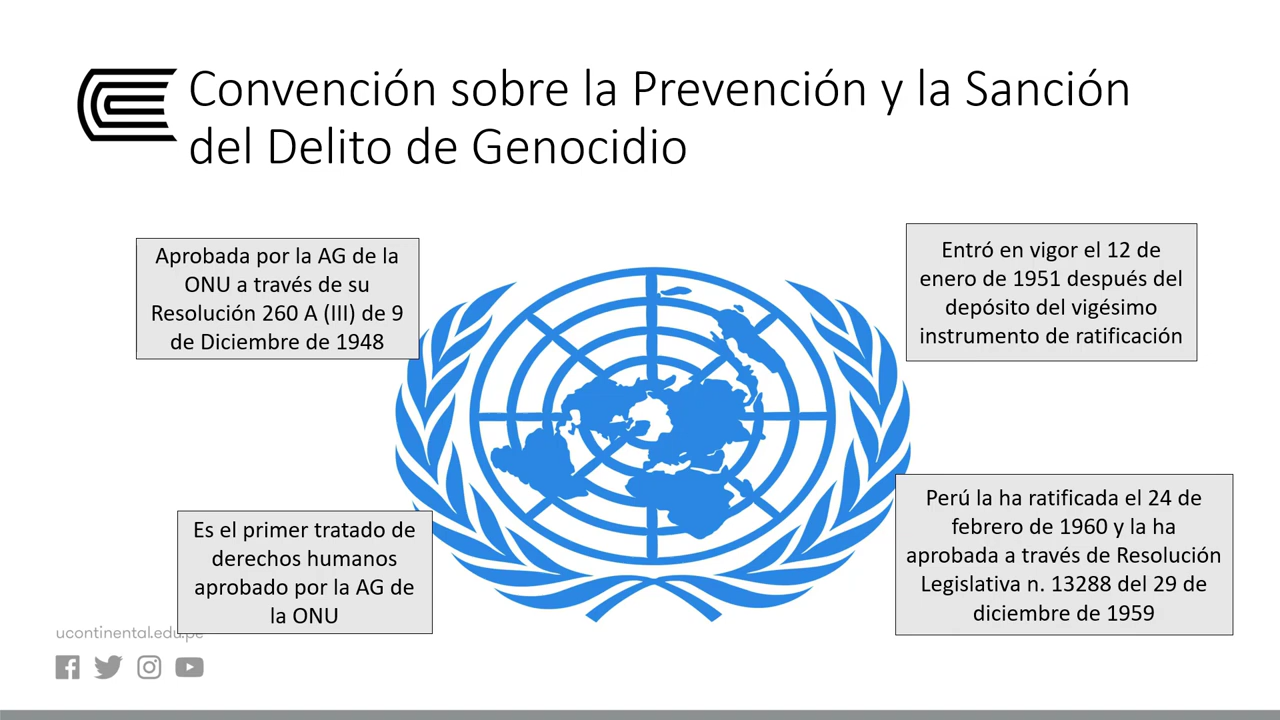 Convención sobre la Prevención y la Sanción
del Delito de Genocidio
Aprobada por la AG de la
ONU a través de su
Resolución 260 A (III) de 9
de Diciembre de 1948
Entró en vigor el 12 de
enero de 1951 después del
depósito del vigésimo
instrumento de ratificación
Es el primer tratado de
derechos humanos
aprobado por la AG de
la ONU
Perú la ha ratificada el 24 de
febrero de 1960 y la ha
aprobada a través de Resolución
Legislativa n. 13288 del 29 de
diciembre de 1959
ucontinental.edu.pe